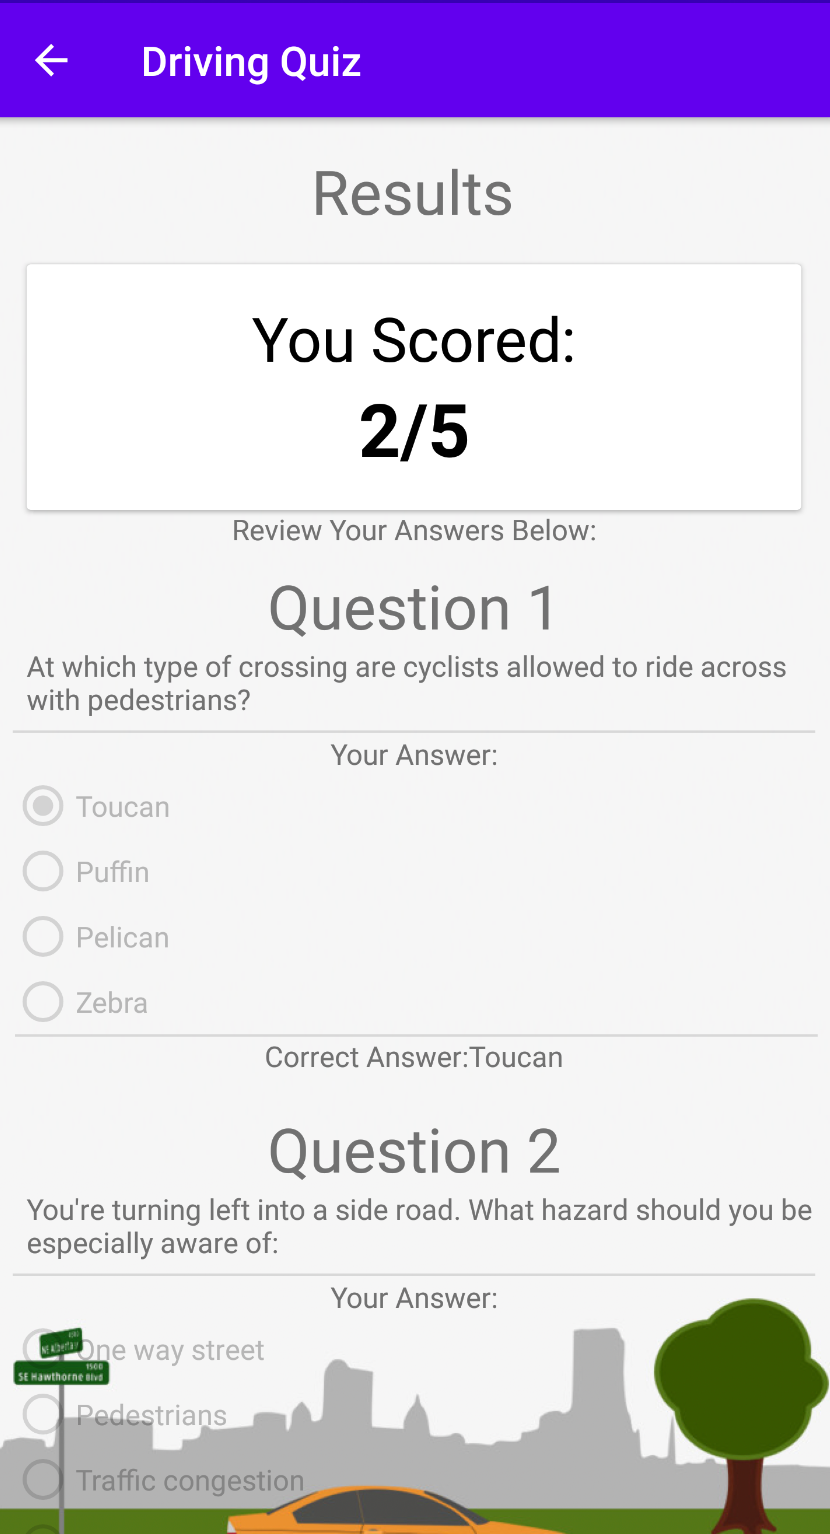 Driving Quiz
Results
You Scored:
2/5
Review Your Answers Below:
Question 1
At which type of crossing are cyclists allowed to ride across
with pedestrians?
Your Answer:
Toucan
Puffin
Pelican
Zebra
Correct Answer:Toucan
Question 2
You're turning left into a side road. What hazard should you be
especially aware of:
Your Answer:
One way street
1500
SE Hawthorne Blvd
Pedestrians
Traffic congestion